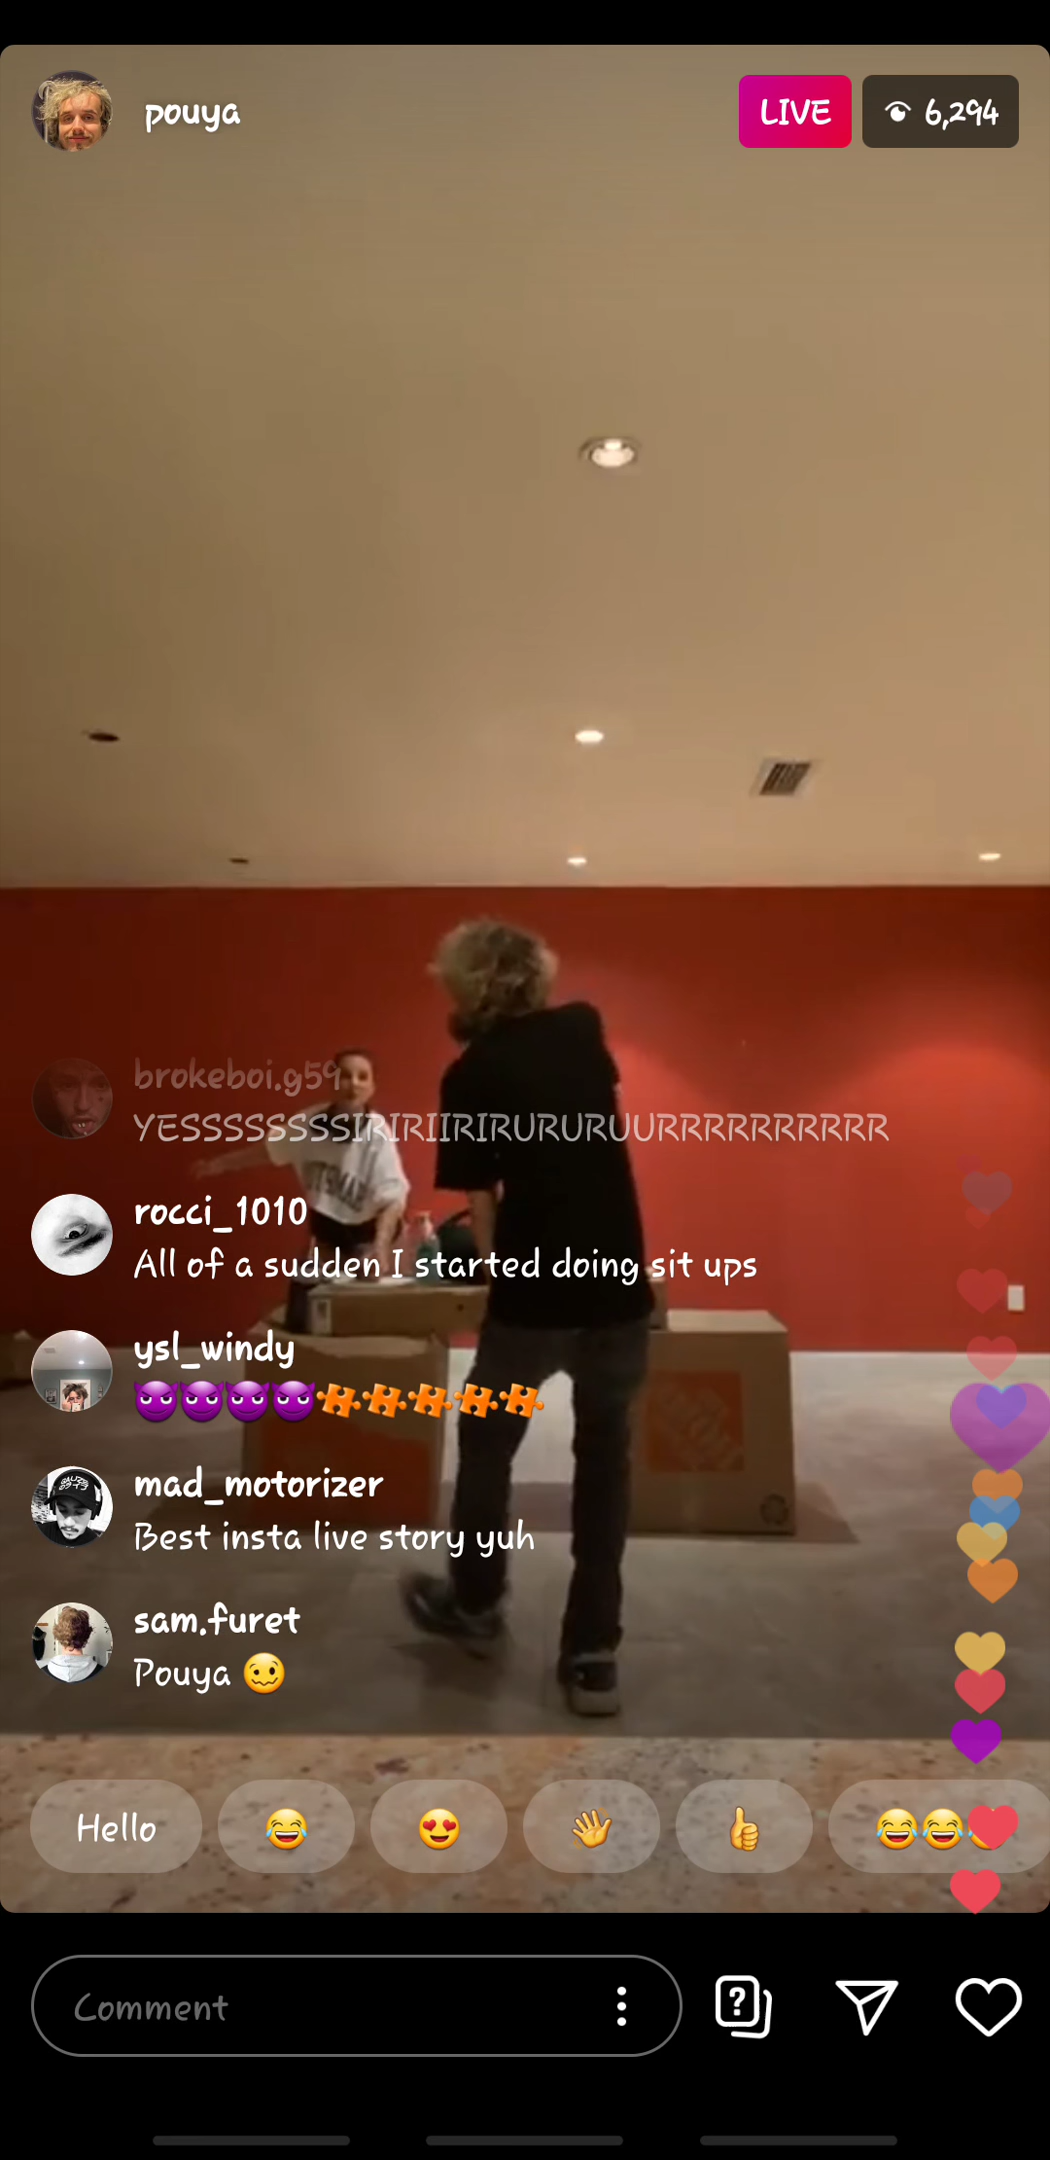 pouya
LIVE
6,294
brokeboi.g59
YESSSSSSSSIRIRIIRIRURURUURRRRRRRRRR
rocci_1010
All of a sudden I started doing sit ups
ysl_windy
😈😈😈😈🧩🧩🧩🧩🧩
mad_motorizer
Best insta live story yuh
sam.furet
Pouya 🥴
Hello 😂 😍 👋 👍 😂😂
Comment